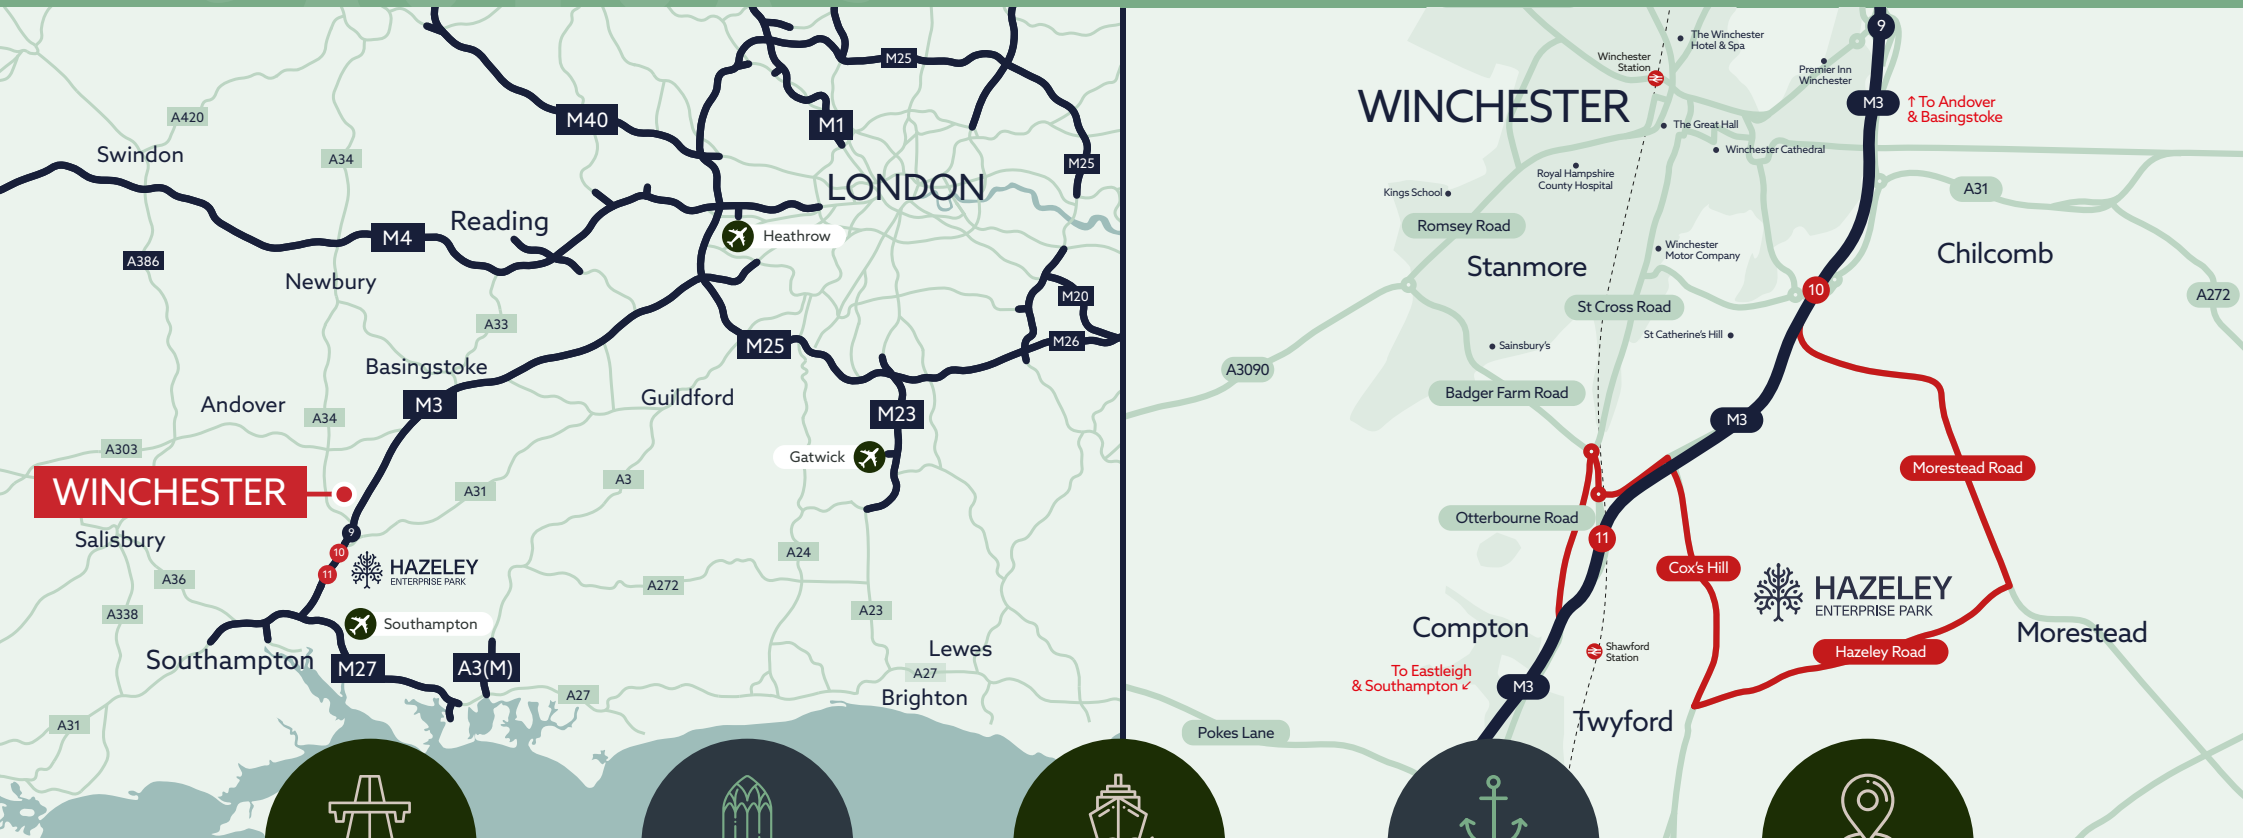 M25
M40
M1
A420
Swindon
A34
M25
LONDON
Reading
M4
Heathrow
A386
Newbury
M20
A33
M25
M26
Basingstoke
Guildford
Andover
M3
A34
M23
A303
Gatwick
WINCHESTER
A3
A31
9
Salisbury
10
A24
HAZELEY
ENTERPRISE PARK
11
A36
A272
A338
A23
Southampton
Lewes
Southampton
M27
A3(M)
A27
A27
Brighton
A31
9
The Winchester
Hotel & Spa
Winchester
Station
Premier Inn
Winchester
WINCHESTER
M3
↑ To Andover
& Basingstoke
The Great Hall
Winchester Cathedral
Royal Hampshire
County Hospital
Kings School
A31
Romsey Road
Winchester
Motor Company
Chilcomb
Stanmore
10
A272
St Cross Road
St Catherine's Hill
Sainsbury's
A3090
Badger Farm Road
M3
Morestead Road
Otterbourne Road
11
Cox's Hill
HAZELEY
ENTERPRISE PARK
Compton
Morestead
Shawford
Station
Hazeley Road
To Eastleigh
& Southampton ↙
M3
Twyford
Pokes Lane